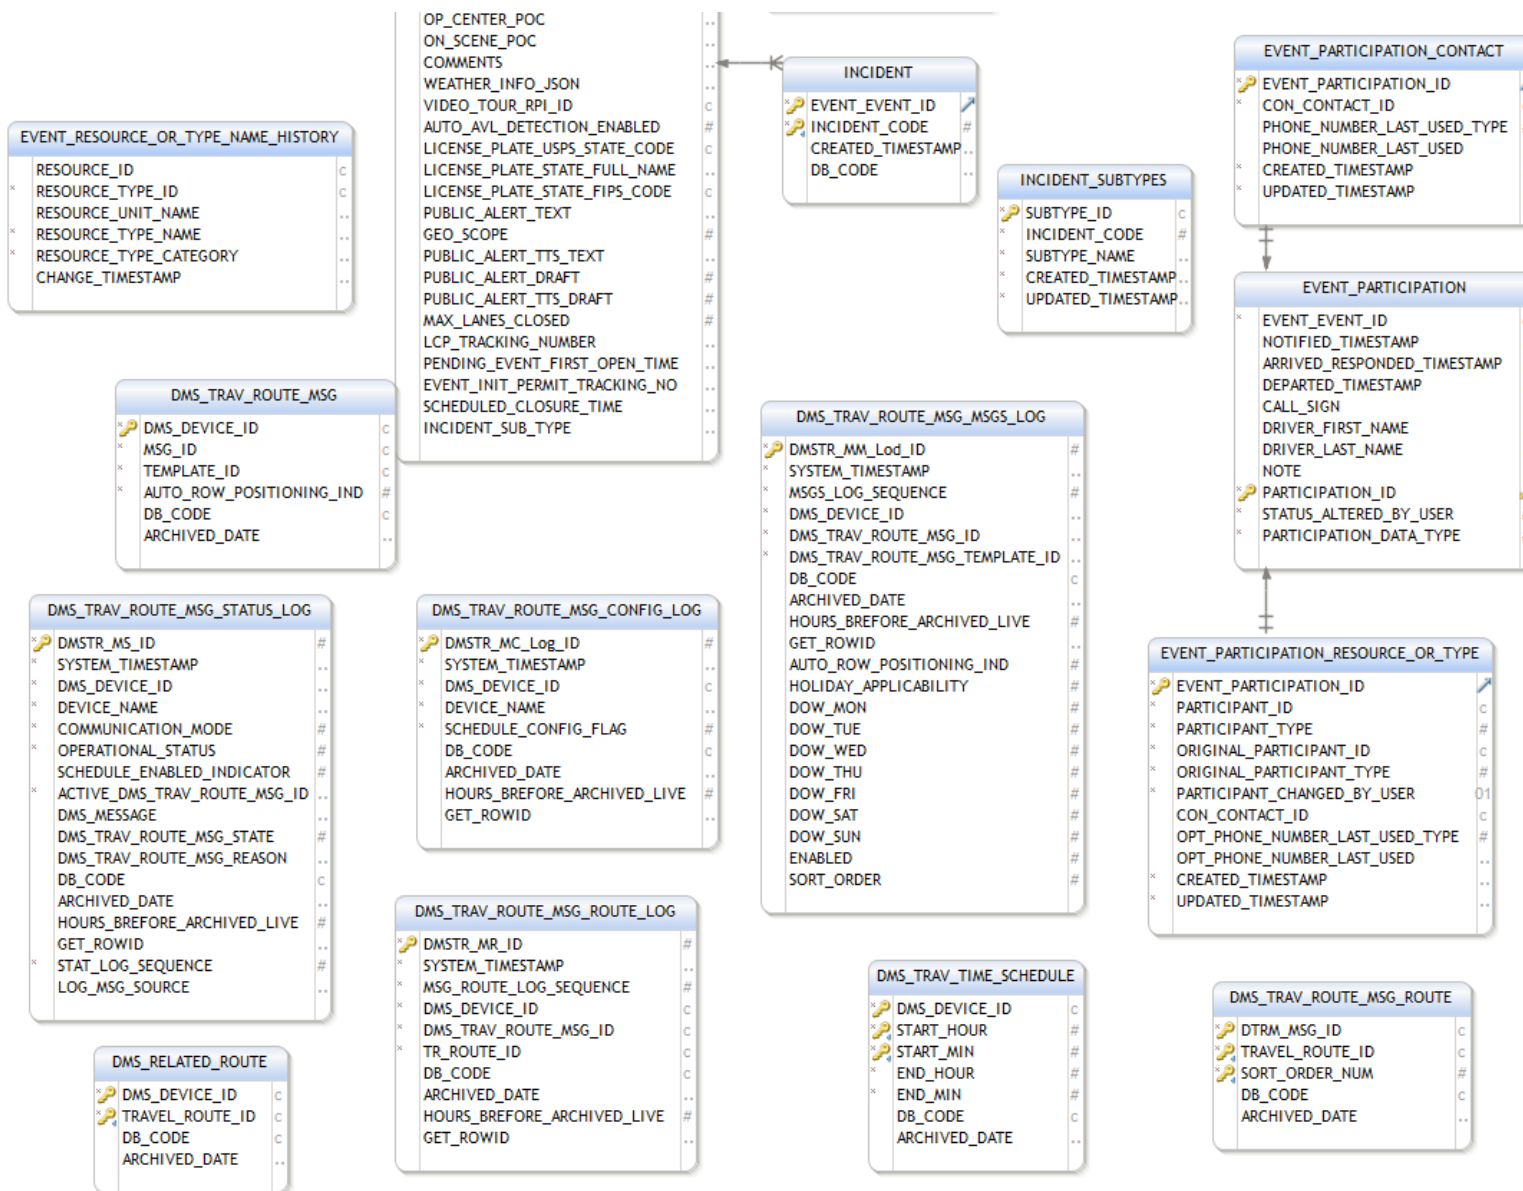 OP_CENTER_POC
ON_SCENE_POC
COMMENTS
WEATHER_INFO_JSON
VIDEO_TOUR_RPI_ID
AUTO_AVL_DETECTION_ENABLED
LICENSE_PLATE_USPS_STATE_CODE
LICENSE_PLATE_STATE_FULL_NAME
LICENSE_PLATE_STATE_FIPS_CODE
PUBLIC_ALERT_TEXT
GEO_SCOPE
PUBLIC_ALERT_TTS_TEXT
PUBLIC_ALERT_DRAFT
PUBLIC_ALERT_TTS_DRAFT
MAX_LANES_CLOSED
LCP_TRACKING_NUMBER
PENDING_EVENT_FIRST_OPEN_TIME
EVENT_INIT_PERMIT_TRACKING_NO
SCHEDULED_CLOSURE_TIME
INCIDENT_SUB_TYPE
INCIDENT
EVENT_EVENT_ID
INCIDENT_CODE #
CREATED_TIMESTAMP
DB_CODE
EVENT_PARTICIPATION_CONTACT
EVENT_PARTICIPATION_ID
CON_CONTACT_ID
PHONE_NUMBER_LAST_USED_TYPE
PHONE_NUMBER_LAST_USED
CREATED_TIMESTAMP
UPDATED_TIMESTAMP
EVENT_RESOURCE_OR_TYPE_NAME_HISTORY
RESOURCE_ID c
RESOURCE_TYPE_ID c
RESOURCE_UNIT_NAME
RESOURCE_TYPE_NAME
RESOURCE_TYPE_CATEGORY
CHANGE_TIMESTAMP
INCIDENT_SUBTYPES
SUBTYPE_ID c
INCIDENT_CODE #
SUBTYPE_NAME
CREATED_TIMESTAMP
UPDATED_TIMESTAMP
EVENT_PARTICIPATION
EVENT_EVENT_ID
NOTIFIED_TIMESTAMP
ARRIVED_RESPONDED_TIMESTAMP
DEPARTED_TIMESTAMP
CALL_SIGN
DRIVER_FIRST_NAME
DRIVER_LAST_NAME
NOTE
PARTICIPATION_ID
STATUS_ALTERED_BY_USER
PARTICIPATION_DATA_TYPE
DMS_TRAV_ROUTE_MSG
DMS_DEVICE_ID c
MSG_ID c
TEMPLATE_ID c
AUTO_ROW_POSITIONING_IND #
DB_CODE c
ARCHIVED_DATE
DMS_TRAV_ROUTE_MSG_MSGS_LOG
DMSTR_MM_Lod_ID #
SYSTEM_TIMESTAMP
MSGS_LOG_SEQUENCE #
DMS_DEVICE_ID
DMS_TRAV_ROUTE_MSG_ID
DMS_TRAV_ROUTE_MSG_TEMPLATE_ID
DB_CODE c
ARCHIVED_DATE
HOURS_BREFORE_ARCHIVED_LIVE #
GET_ROWID
AUTO_ROW_POSITIONING_IND #
HOLIDAY_APPLICABILITY #
DOW_MON #
DOW_TUE #
DOW_WED #
DOW_THU #
DOW_FRI #
DOW_SAT #
DOW_SUN #
ENABLED #
SORT_ORDER #
DMS_TRAV_ROUTE_MSG_STATUS_LOG
DMSTR_MS_ID #
SYSTEM_TIMESTAMP
DMS_DEVICE_ID
DEVICE_NAME
COMMUNICATION_MODE #
OPERATIONAL_STATUS #
SCHEDULE_ENABLED_INDICATOR #
ACTIVE_DMS_TRAV_ROUTE_MSG_ID
DMS_MESSAGE
DMS_TRAV_ROUTE_MSG_STATE #
DMS_TRAV_ROUTE_MSG_REASON
DB_CODE c
ARCHIVED_DATE
HOURS_BREFORE_ARCHIVED_LIVE #
GET_ROWID
STAT_LOG_SEQUENCE #
LOG_MSG_SOURCE
DMS_TRAV_ROUTE_MSG_CONFIG_LOG
DMSTR_MC_Log_ID #
SYSTEM_TIMESTAMP
DMS_DEVICE_ID c
DEVICE_NAME
SCHEDULE_CONFIG_FLAG #
DB_CODE c
ARCHIVED_DATE
HOURS_BREFORE_ARCHIVED_LIVE #
GET_ROWID
EVENT_PARTICIPATION_RESOURCE_OR_TYPE
EVENT_PARTICIPATION_ID
PARTICIPANT_ID c
PARTICIPANT_TYPE #
ORIGINAL_PARTICIPANT_ID c
ORIGINAL_PARTICIPANT_TYPE #
PARTICIPANT_CHANGED_BY_USER 01
CON_CONTACT_ID c
OPT_PHONE_NUMBER_LAST_USED_TYPE #
OPT_PHONE_NUMBER_LAST_USED
CREATED_TIMESTAMP
UPDATED_TIMESTAMP
DMS_TRAV_ROUTE_MSG_ROUTE_LOG
DMSTR_MR_ID #
SYSTEM_TIMESTAMP
MSG_ROUTE_LOG_SEQUENCE #
DMS_DEVICE_ID c
DMS_TRAV_ROUTE_MSG_ID c
TR_ROUTE_ID c
DB_CODE c
ARCHIVED_DATE
HOURS_BREFORE_ARCHIVED_LIVE #
GET_ROWID
DMS_TRAV_TIME_SCHEDULE
DMS_DEVICE_ID c
START_HOUR #
START_MIN #
END_HOUR #
END_MIN #
DB_CODE c
ARCHIVED_DATE
DMS_TRAV_ROUTE_MSG_ROUTE
DTRM_MSG_ID c
TRAVEL_ROUTE_ID c
SORT_ORDER_NUM #
DB_CODE c
ARCHIVED_DATE
DMS_RELATED_ROUTE
DMS_DEVICE_ID c
TRAVEL_ROUTE_ID c
DB_CODE c
ARCHIVED_DATE